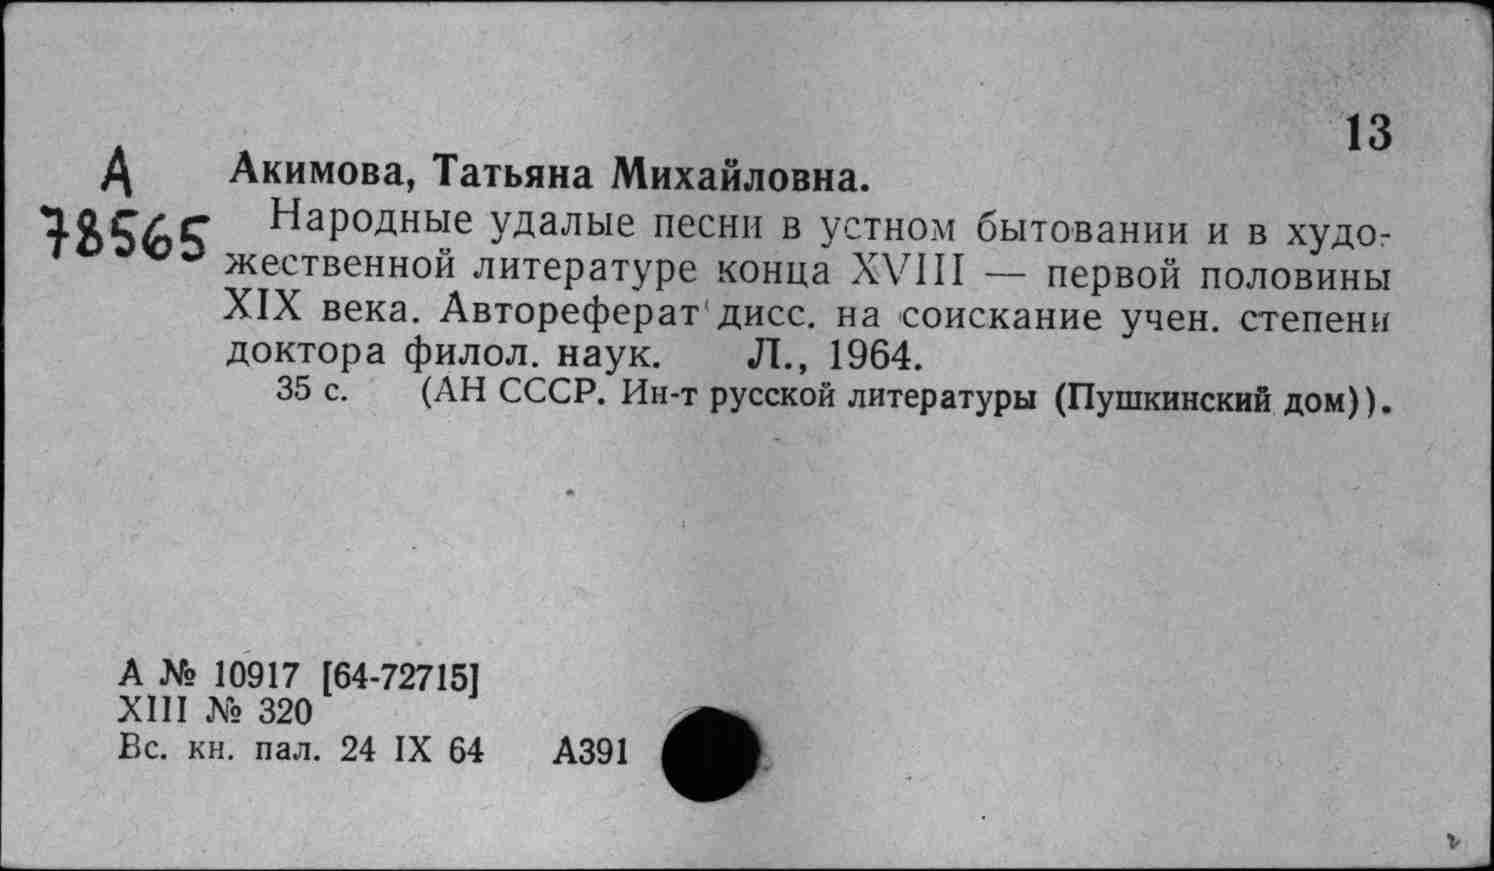 13
А Акимова, Татьяна Михайловна.
78565 Народные удалые песни в устном бытовании и в худо-
жественной литературе конца XVIII — первой половины
XIX века. Автореферат дисс. на соискание учен. степени
доктора филол. наук. Л., 1964.
35 с. (АН СССР. Ин-т русской литературы (Пушкинский дом)).
А № 10917 [64-72715]
XIII № 320
Вс. кн. пал. 24 IX 64 А391